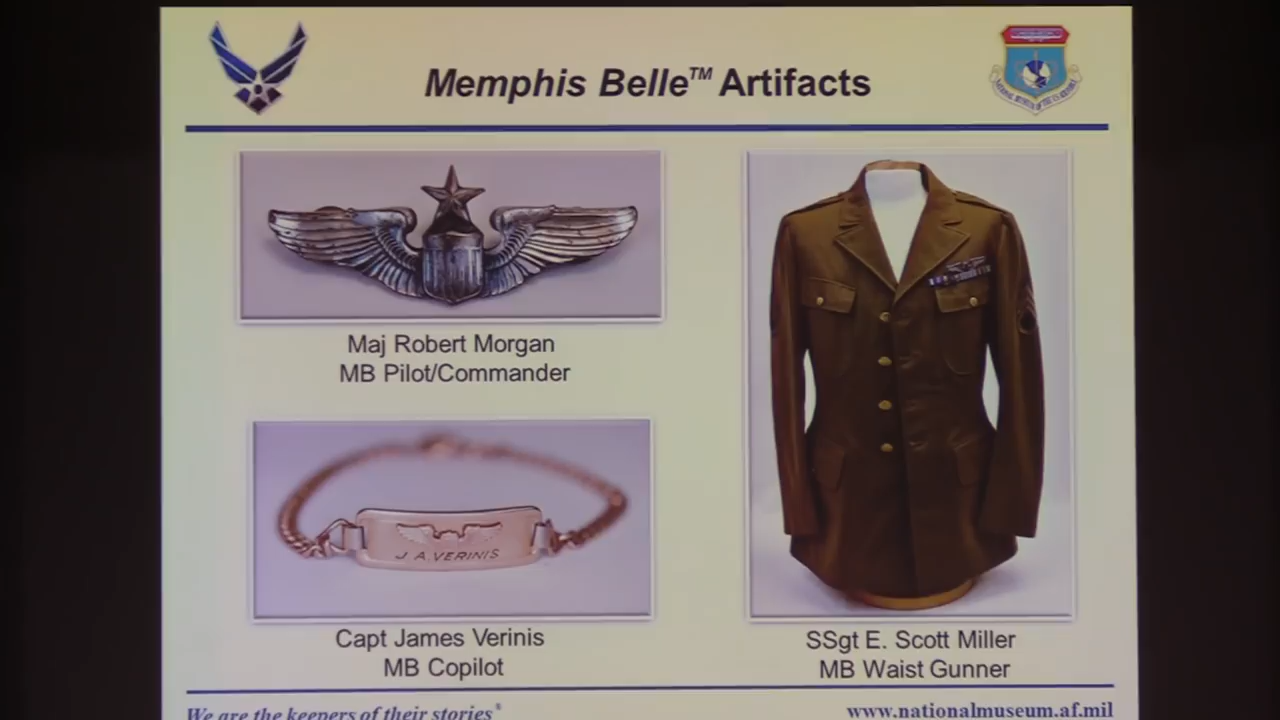 Memphis Belle™ Artifacts
Maj Robert Morgan
MB Pilot/Commander
J.A.VERINIS
Capt James Verinis
MB Copilot
SSgt E. Scott Miller
MB Waist Gunner
We are the keepers of their stories®
www.nationalmuseum.af.mil